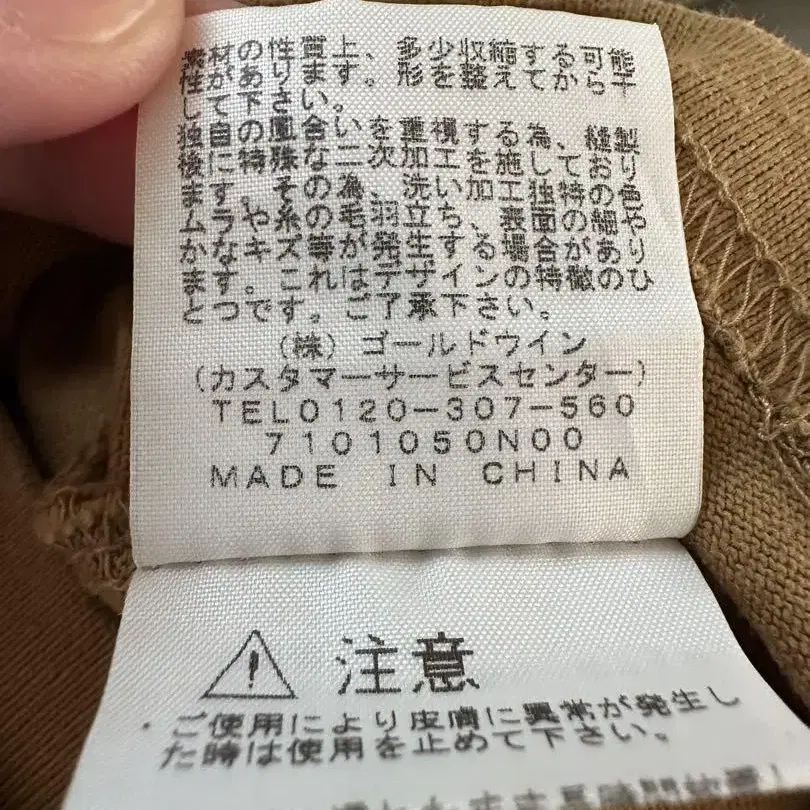 素材の性質上、多少収縮する可能
性があります。形を整えてから干
して下さい。
独自の風合いを重視する為、縫製
後に特殊な二次加工を施しており
ます。その為、洗い加工独特の色
ムラや糸の毛羽立ち、表面の細やり
かなキズ等が発生する場合があり
ます。これはデザインの特徴のひ
とつです。ご了承下さい。
(株)ゴールドウイン
(カスタマーサービスセンター)
TEL0120-307-560
7101050N00
MADE IN CHINA
注意
・ご使用により皮膚に異常が発生し
た時は使用を止めて下さい。